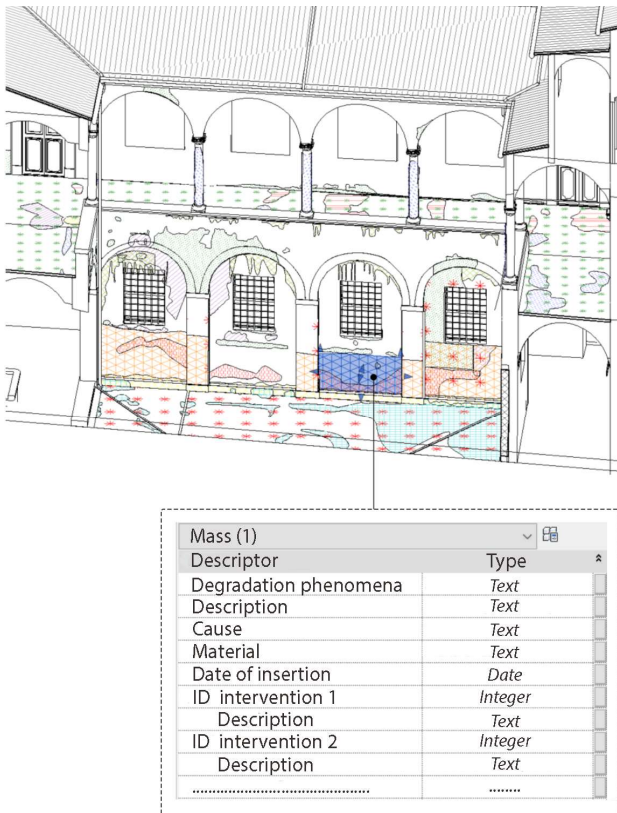 Mass (1)
Descriptor Type
Degradation phenomena Text
Description Text
Cause Text
Material Text
Date of insertion Date
ID intervention 1 Integer
Description Text
ID intervention 2 Integer
Description Text
............................................ ........